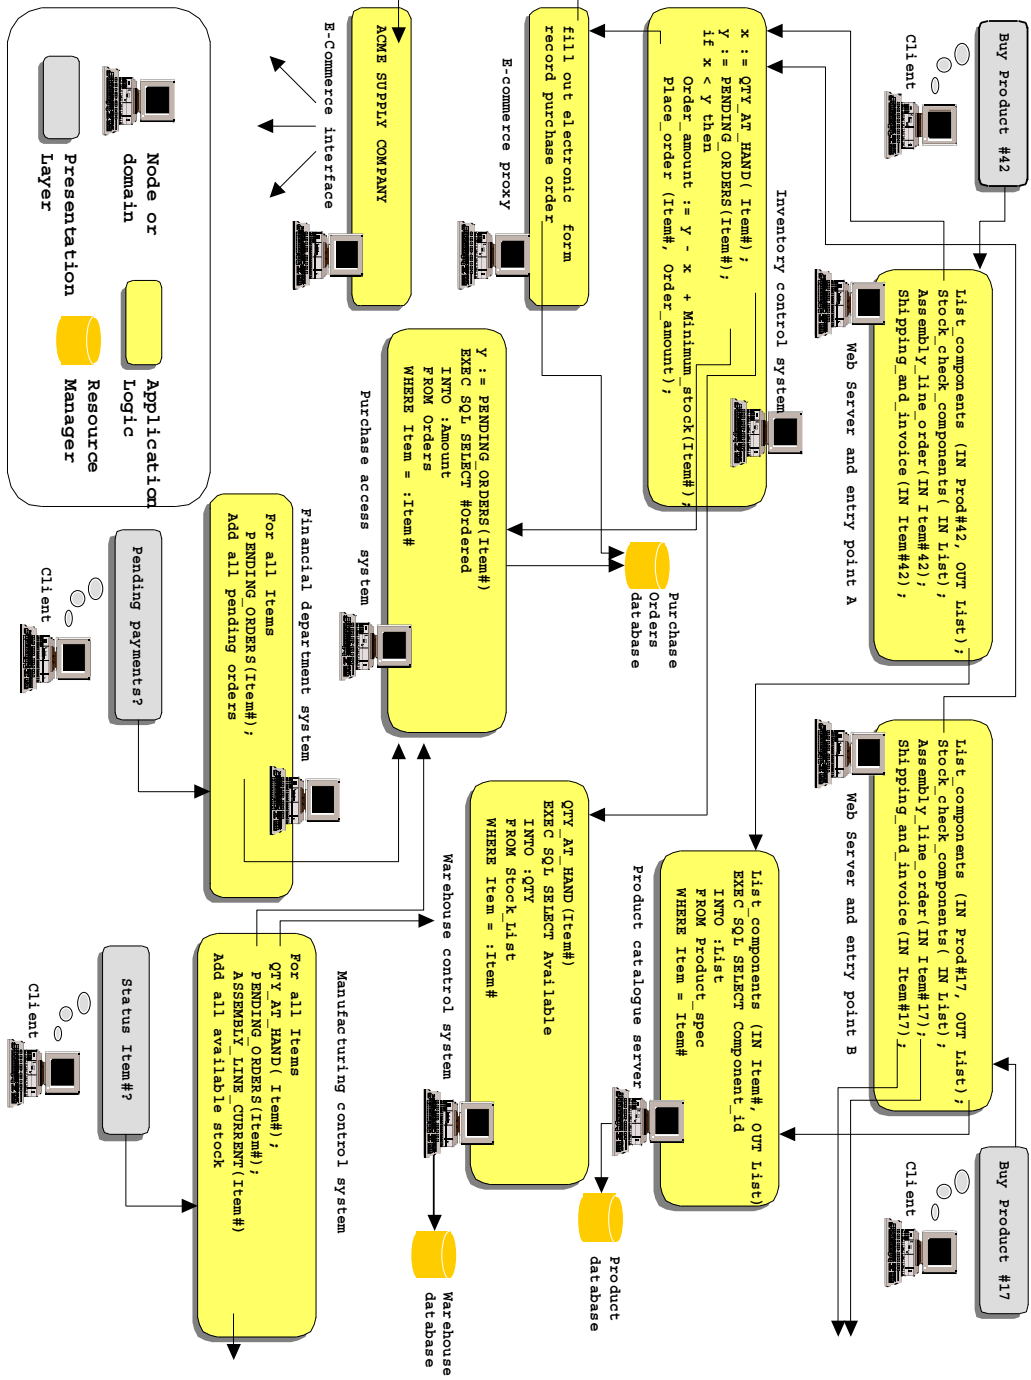 Buy Product #42
Client
List_components (IN Prod#42, OUT List);
Stock_check_components( IN List);
Assembly_line_order(IN Item#42);
Shipping_and_invoice(IN Item#42);
Web Server and entry point A
Buy Product #17
Client
List_components (IN Prod#17, OUT List);
Stock_check_components( IN List);
Assembly_line_order(IN Item#17);
Shipping_and_invoice(IN Item#17);
Web Server and entry point B
Inventory control system
x := QTY_AT_HAND( Item#);
y := PENDING_ORDERS(Item#);
if x < y then
Order_amount := y - x + Minimum_stock(Item#);
Place_order (Item#, Order_amount);
List_components (IN Item#, OUT List)
EXEC SQL SELECT Component_id
INTO :List
FROM Product_spec
WHERE Item = Item#
Product catalogue server
Product
database
Purchase
Orders
database
fill out electronic form
record purchase order
E-commerce proxy
QTY_AT_HAND(Item#)
EXEC SQL SELECT Available
INTO :QTY
FROM Stock_List
WHERE Item = :Item#
Warehouse control system
Warehouse
database
Y := PENDING_ORDERS(Item#)
EXEC SQL SELECT #Ordered
INTO :Amount
FROM Orders
WHERE Item = :Item#
Purchase access system
ACME SUPPLY COMPANY
E-Commerce interface
Financial department system
For all Items
PENDING_ORDERS(Item#);
Add all pending orders
Pending payments?
Client
Manufacturing control system
For all Items
QTY_AT_HAND( Item#);
PENDING_ORDERS(Item#);
ASSEMBLY_LINE_CURRENT(Item#)
Add all available stock
Status Item#?
Client
Node or
domain
Application
Logic
Presentation
Layer
Resource
Manager